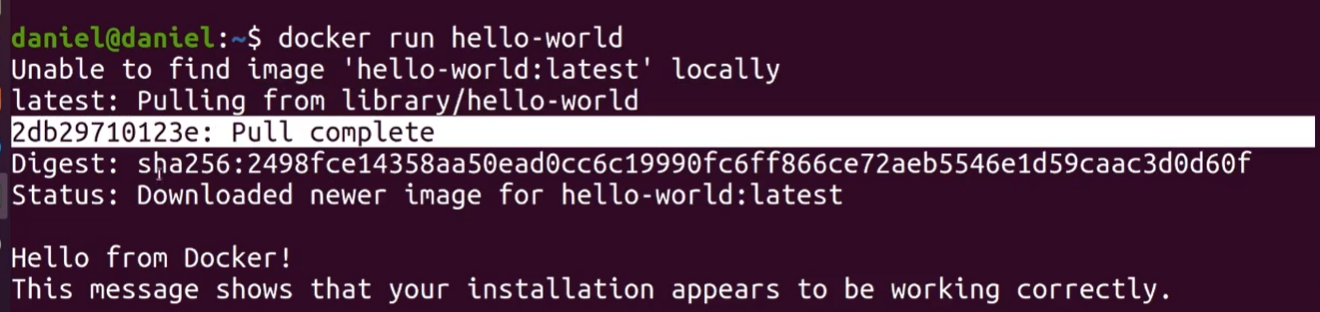 daniel@daniel:~$ docker run hello-world
Unable to find image 'hello-world:latest' locally
latest: Pulling from library/hello-world
2db29710123e: Pull complete
Digest: sha256:2498fce14358aa50ead0cc6c19990fc6ff866ce72aeb5546e1d59caac3d0d60f
Status: Downloaded newer image for hello-world:latest
Hello from Docker!
This message shows that your installation appears to be working correctly.